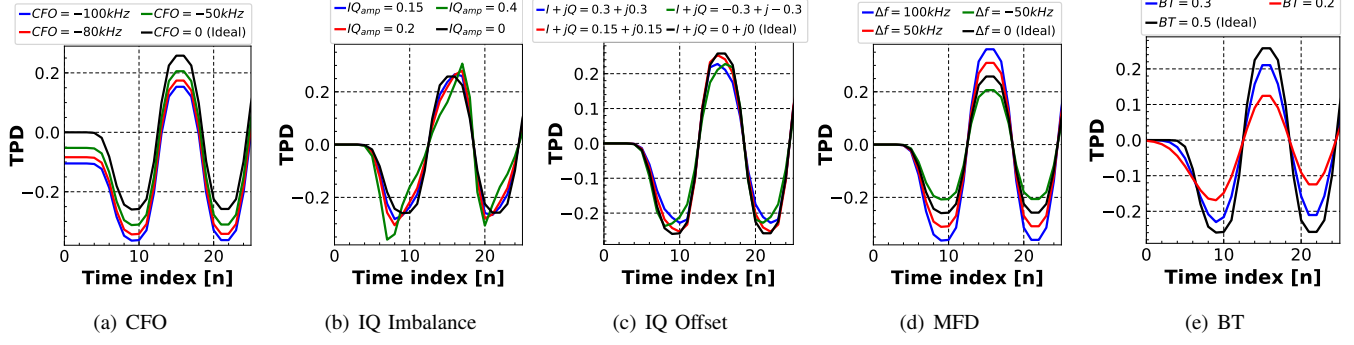 CFO = −100kHz CFO = −50kHz
CFO = −80kHz CFO = 0 (Ideal)
TPD
0.2
0.0
−0.2
0 10 20
Time index [n]
(a) CFO
IQamp = 0.15 IQamp = 0.4
IQamp = 0.2 IQamp = 0
TPD
0.2
0.0
−0.2
0 10 20
Time index [n]
(b) IQ Imbalance
I + jQ = 0.3 + j0.3 I + jQ = −0.3 + j − 0.3
I + jQ = 0.15 + j0.15 I + jQ = 0 + j0 (Ideal)
TPD
0.2
0.1
0.0
−0.1
−0.2
0 10 20
Time index [n]
(c) IQ Offset
Δf = 100kHz Δf = −50kHz
Δf = 50kHz Δf = 0 (Ideal)
TPD
0.2
0.0
−0.2
0 10 20
Time index [n]
(d) MFD
BT = 0.3 BT = 0.2
BT = 0.5 (Ideal)
TPD
0.2
0.1
0.0
−0.1
−0.2
0 10 20
Time index [n]
(e) BT